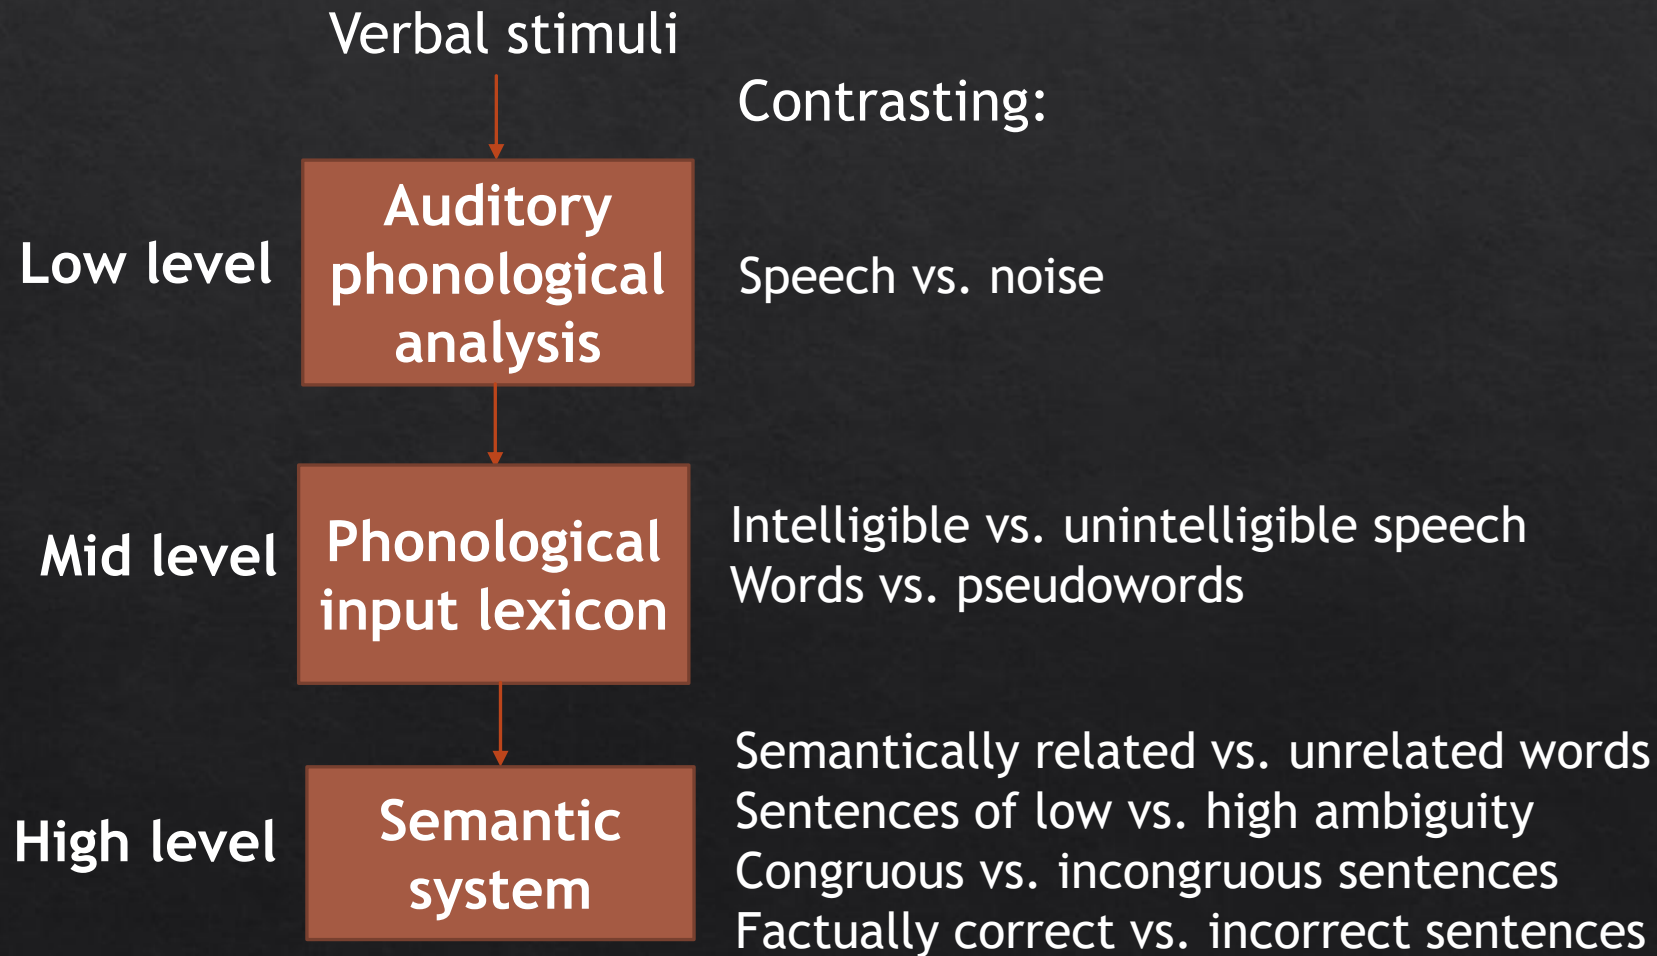 Verbal stimuli
Contrasting:
Low level
Auditory
phonological
analysis
Speech vs. noise
Mid level
Phonological
input lexicon
Intelligible vs. unintelligible speech
Words vs. pseudowords
High level
Semantic
system
Semantically related vs. unrelated words
Sentences of low vs. high ambiguity
Congruous vs. incongruous sentences
Factually correct vs. incorrect sentences